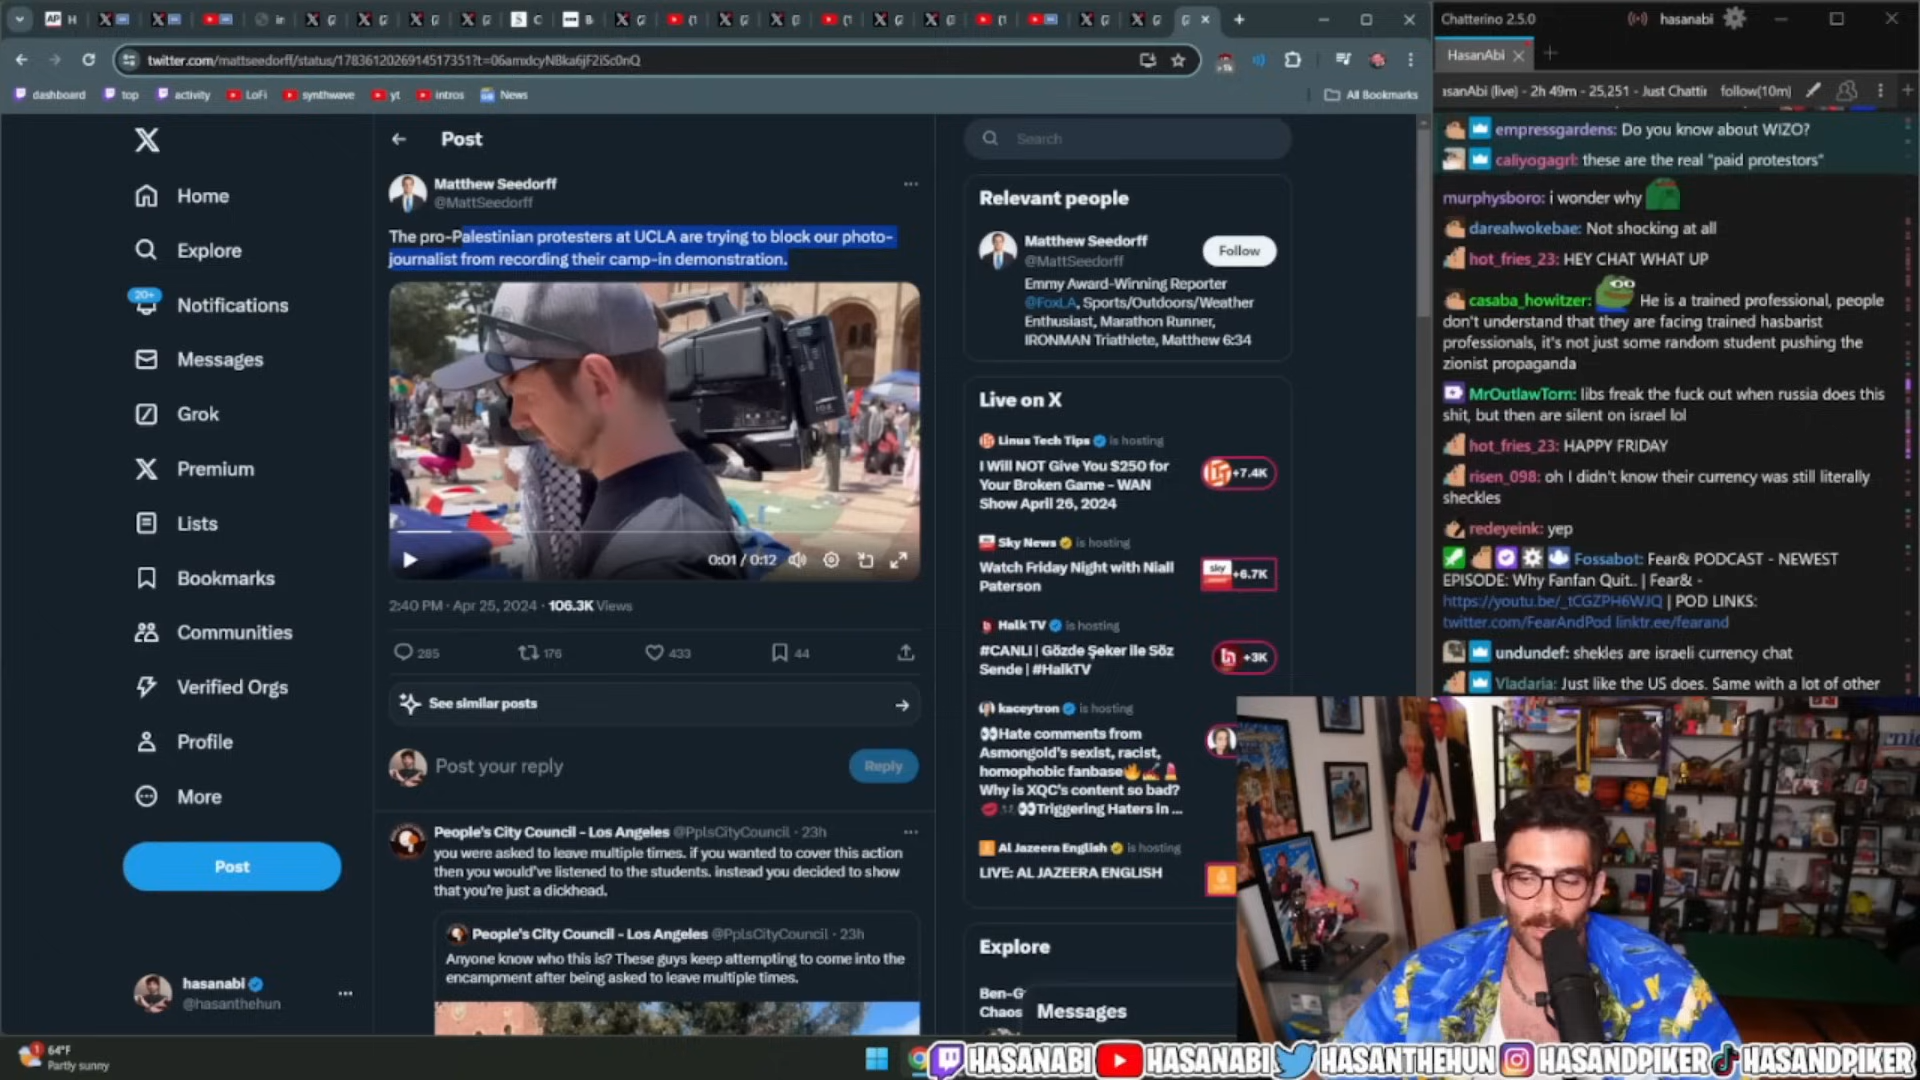 twitter.com/mattseedorff/status/1783612026914517351?t=06amxlcyNBka6jF2iSc0nQ
dashboard
top
activity
LoFi
synthwave
yt
intros
News
All Bookmarks
Home
Explore
20+
Notifications
Messages
Grok
Premium
Lists
Bookmarks
Communities
Verified Orgs
Profile
More
Post
hasanabi
@hasanthehun
Post
Matthew Seedorff
@MattSeedorff
The pro-Palestinian protesters at UCLA are trying to block our photo-
journalist from recording their camp-in demonstration.
0:01 / 0:12
2:40 PM · Apr 25, 2024 · 106.3K Views
285
176
433
44
See similar posts
Post your reply
Reply
People's City Council - Los Angeles @PplsCityCouncil · 23h
you were asked to leave multiple times. if you wanted to cover this action
then you would've listened to the students. instead you decided to show
that you're just a dickhead.
People's City Council - Los Angeles @PplsCityCouncil · 23h
Anyone know who this is? These guys keep attempting to come into the
encampment after being asked to leave multiple times.
Search
Relevant people
Matthew Seedorff
@MattSeedorff
Follow
Emmy Award-Winning Reporter
@FoxLA, Sports/Outdoors/Weather
Enthusiast, Marathon Runner,
IRONMAN Triathlete, Matthew 6:34
Live on X
Linus Tech Tips is hosting
I Will NOT Give You $250 for
Your Broken Game - WAN
Show April 26, 2024
+7.4K
Sky News is hosting
Watch Friday Night with Niall
Paterson
sky
+6.7K
Halk TV is hosting
#CANLI | Gözde Şeker ile Söz
Sende | #HalkTV
+3K
kaceytron is hosting
👀Hate comments from
Asmongold's sexist, racist,
homophobic fanbase🔥
Why is XQC's content so bad?
💋 👀Triggering Haters in ...
Al Jazeera English is hosting
LIVE: AL JAZEERA ENGLISH
Explore
Ben-G
Chaos
Messages
Chatterino 2.5.0
hasanabi
HasanAbi
asanAbi (live) - 2h 49m - 25,251 - Just Chattin
follow(10m)
empressgardens: Do you know about WIZO?
caliyogagrl: these are the real "paid protestors"
murphysboro: i wonder why
darealwokebae: Not shocking at all
hot_fries_23: HEY CHAT WHAT UP
casaba_howitzer: He is a trained professional, people
don't understand that they are facing trained hasbarist
professionals, it's not just some random student pushing the
zionist propaganda
MrOutlawTorn: libs freak the fuck out when russia does this
shit, but then are silent on israel lol
hot_fries_23: HAPPY FRIDAY
risen_098: oh I didn't know their currency was still literally
sheckles
redeyeink: yep
Fossabot: Fear& PODCAST - NEWEST
EPISODE: Why Fanfan Quit.. | Fear& -
https://youtu.be/_tCGZPH6WJQ | POD LINKS:
twitter.com/FearAndPod linktr.ee/fearand
undundef: shekles are israeli currency chat
Vladaria: Just like the US does. Same with a lot of other
64°F
Partly sunny
HASANABI
HASANABI
HASANTHEHUN
HASANDPIKER
HASANDPIKER